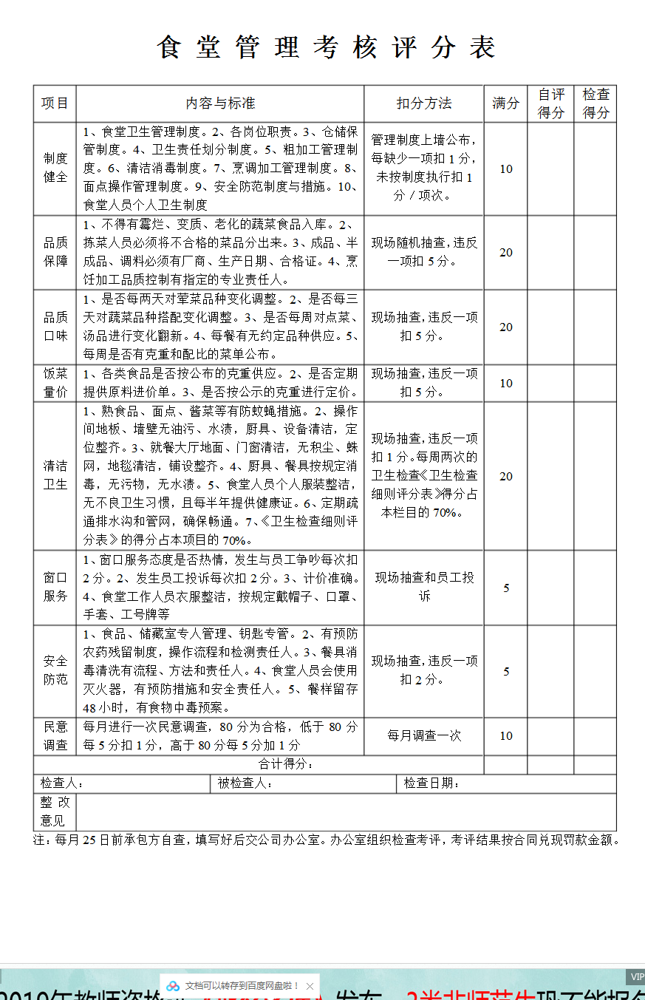 食堂管理考核评分表
项目 内容与标准 扣分方法 满分 自评得分 检查得分
制度
健全
1、食堂卫生管理制度。2、各岗位职责。3、仓储保
管制度。4、卫生责任划分制度。5、粗加工管理制
度。6、清洁消毒制度。7、烹调加工管理制度。8、
面点操作管理制度。9、安全防范制度与措施。10、
食堂人员个人卫生制度
管理制度上墙公布，
每缺少一项扣1分，
未按制度执行扣1
分/项次。
10
品质
保障
1、不得有霉烂、变质、老化的蔬菜食品入库。2、
拣菜人员必须将不合格的菜品分出来。3、成品、半
成品、调料必须有厂商、生产日期、合格证。4、烹
饪加工品质控制有指定的专业责任人。
现场随机抽查，违反
一项扣5分。
20
品质
口味
1、是否每两天对荤菜品种变化调整。2、是否每三
天对蔬菜品种搭配变化调整。3、是否每周对点菜、
汤品进行变化翻新。4、每餐有无约定品种供应。5、
每周是否有克重和配比的菜单公布。
现场抽查，违反一项
扣5分。
20
饭菜
量价
1、各类食品是否按公布的克重供应。2、是否定期
提供原料进价单。3、是否按公示的克重进行定价。
现场抽查，违反一项
扣5分。
10
清洁
卫生
1、熟食品、面点、酱菜等有防蚊蝇措施。2、操作
间地板、墙壁无油污、水渍，厨具、设备清洁，定
位整齐。3、就餐大厅地面、门窗清洁，无积尘、蛛
网，地毯清洁，铺设整齐。4、厨具、餐具按规定消
毒，无污物，无水渍。5、食堂人员个人服装整洁，
无不良卫生习惯，且每半年提供健康证。6、定期疏
通排水沟和管网，确保畅通。7、《卫生检查细则评
分表》的得分占本项目的70%。
现场抽查，违反一项
扣1分。每周两次的
卫生检查《卫生检查
细则评分表》得分占
本栏目的70%。
20
窗口
服务
1、窗口服务态度是否热情，发生与员工争吵每次扣
2分。2、发生员工投诉每次扣2分。3、计价准确。
4、食堂工作人员衣服整洁，按规定戴帽子、口罩、
手套、工号牌等
现场抽查和员工投
诉
5
安全
防范
1、食品、储藏室专人管理、钥匙专管。2、有预防
农药残留制度，操作流程和检测责任人。3、餐具消
毒清洗有流程、方法和责任人。4、食堂人员会使用
灭火器，有预防措施和安全责任人。5、餐样留存
48小时，有食物中毒预案。
现场抽查，违反一项
扣2分。
5
民意
调查
每月进行一次民意调查，80分为合格，低于80分
每5分扣1分，高于80分每5分加1分
每月调查一次
10
合计得分：
检查人： 被检查人： 检查日期：
整改
意见
注：每月25日前承包方自查，填写好后交公司办公室。办公室组织检查考评，考评结果按合同兑现罚款金额。
VIP
文档可以转存到百度网盘啦！